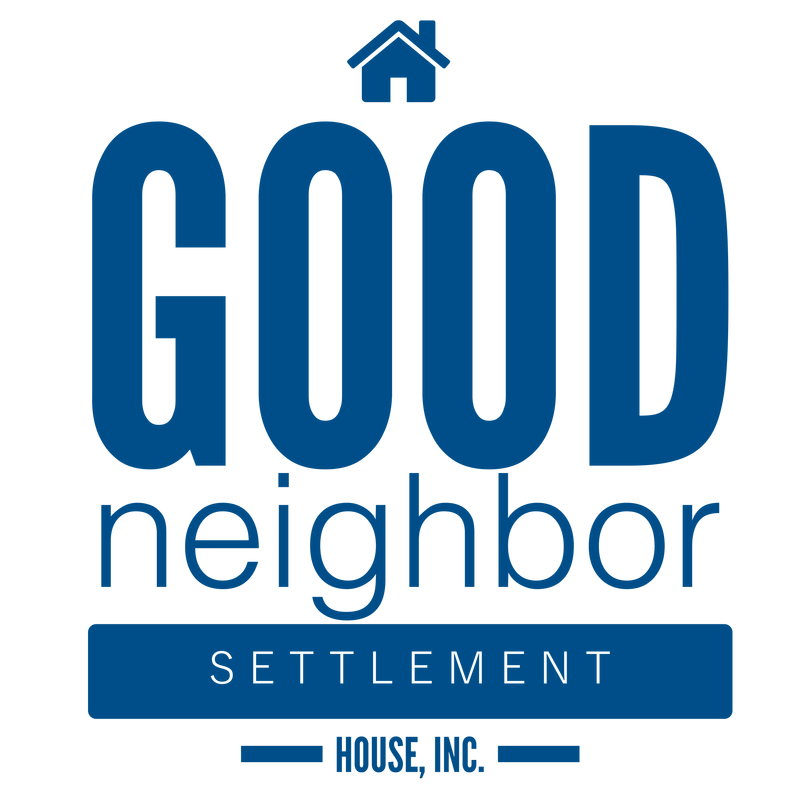 GOOD
neighbor
SETTLEMENT
HOUSE, INC.